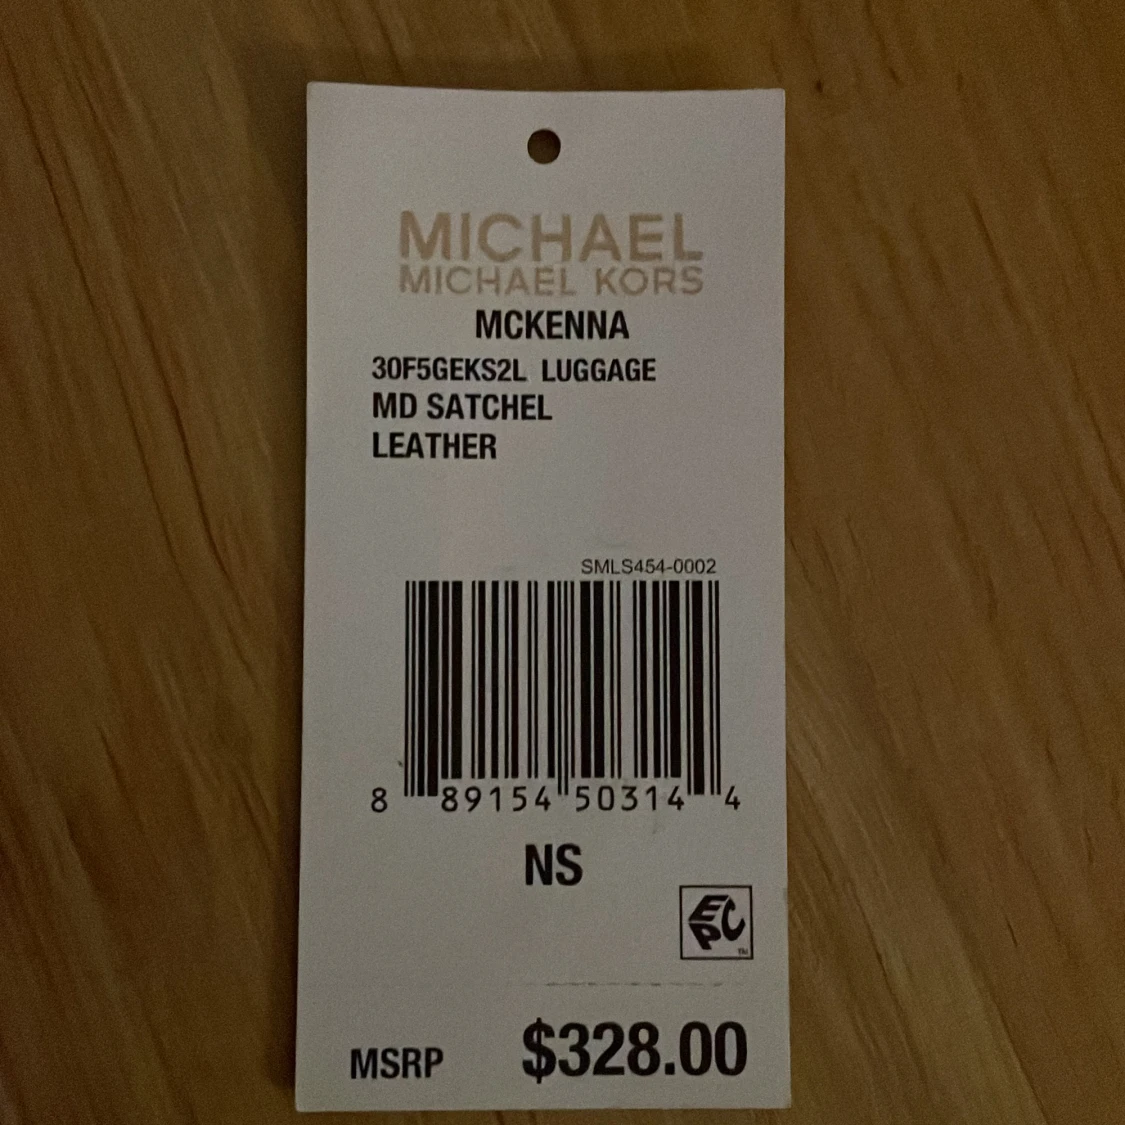 MICHAEL
MICHAEL KORS
MCKENNA
30F5GEKS2L LUGGAGE
MD SATCHEL
LEATHER
SMLS454-0002
8 89154 50314 4
NS
EPC
TM
MSRP $328.00